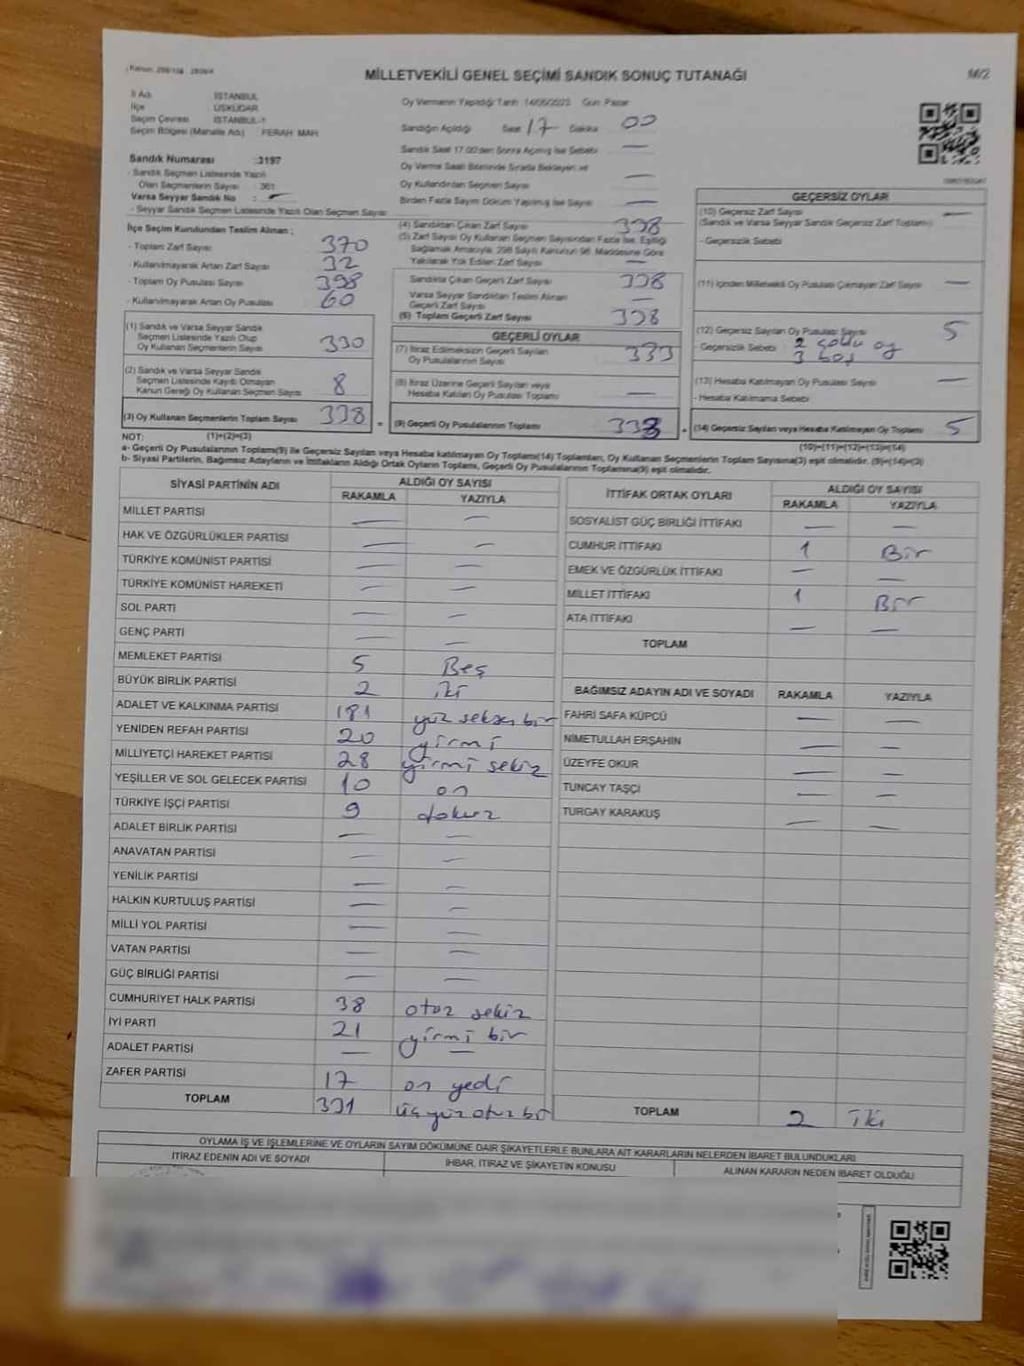 MİLLETVEKİLİ GENEL SEÇİMİ SANDIK SONUÇ TUTANAĞI
M/2
İl Adı İSTANBUL
İlçe ÜSKÜDAR
Seçim Çevresi İSTANBUL-1
Seçim Bölgesi (Mahalle Adı) FERAH MAH
Sandık Numarası :3197
- Sandık Seçmen Listesinde Yazılı
Olan Seçmenlerin Sayısı : 361
Varsa Seyyar Sandık No : —
- Seyyar Sandık Seçmen Listesinde Yazılı Olan Seçmen Sayısı
İlçe Seçim Kurulundan Teslim Alınan ;
- Toplam Zarf Sayısı 370
- Kullanılmayarak Artan Zarf Sayısı 32
- Toplam Oy Pusulası Sayısı 398
- Kullanılmayarak Artan Oy Pusulası 60
(1) Sandık ve Varsa Seyyar Sandık
Seçmen Listesinde Yazılı Olup
Oy Kullanan Seçmenlerin Sayısı 330
(2) Sandık ve Varsa Seyyar Sandık
Seçmen Listesinde Kayıtlı Olmayan
Kanun Gereği Oy Kullanan Seçmen Sayısı 8
(3) Oy Kullanan Seçmenlerin Toplam Sayısı 338
Oy Vermenin Yapıldığı Tarih :14/05/2023 Gün: Pazar
Sandığın Açıldığı Saat 17 Dakika 00
Sandık Saat 17.00'den Sonra Açılmış İse Sebebi —
Oy Verme Saati Bitiminde Sırada Bekleyen ve
Oy Kullandırılan Seçmen Sayısı —
Birden Fazla Sayım Döküm Yapılmış İse Sayısı —
(4) Sandıktan Çıkan Zarf Sayısı 338
(5) Zarf Sayısı Oy Kullanan Seçmen Sayısından Fazla İse, Eşitliği
Sağlamak Amacıyla, 298 Sayılı Kanunun 98. Maddesine Göre
Yakılarak Yok Edilen Zarf Sayısı —
Sandıkta Çıkan Geçerli Zarf Sayısı 338
Varsa Seyyar Sandıktan Teslim Alınan
Geçerli Zarf Sayısı —
(6) Toplam Geçerli Zarf Sayısı 338
GEÇERLİ OYLAR
(7) İtiraz Edilmeksizin Geçerli Sayılan
Oy Pusulalarının Sayısı 333
(8) İtiraz Üzerine Geçerli Sayılan veya
Hesaba Katılan Oy Pusulası Toplamı —
(9) Geçerli Oy Pusulalarının Toplamı
GEÇERSİZ OYLAR
(10) Geçersiz Zarf Sayısı —
(Sandık ve Varsa Seyyar Sandık Geçersiz Zarf Toplamı)
- Geçersizlik Sebebi
(11) İçinden Milletvekili Oy Pusulası Çıkmayan Zarf Sayısı —
(12) Geçersiz Sayılan Oy Pusulası Sayısı 5
- Geçersizlik Sebebi 2 çoklu oy
3 boş
(13) Hesaba Katılmayan Oy Pusulası Sayısı —
- Hesaba Katılmama Sebebi
(14) Geçersiz Sayılan veya Hesaba Katılmayan Oy Toplamı 5
NOT: (1)+(2)=(3) (10)+(11)+(12)+(13)=(14)
a- Geçerli Oy Pusulalarının Toplamı(9) ile Geçersiz Sayılan veya Hesaba katılmayan Oy Toplamı(14) Toplamları, Oy Kullanan Seçmenlerin Toplam Sayısına(3) eşit olmalıdır. (9)+(14)=(3)
b- Siyasi Partilerin, Bağımsız Adayların ve İttifakların Aldığı Ortak Oyların Toplamı, Geçerli Oy Pusulalarının Toplamına(9) eşit olmalıdır.
SİYASİ PARTİNİN ADI ALDIĞI OY SAYISI
RAKAMLA YAZIYLA
MİLLET PARTİSİ — —
HAK VE ÖZGÜRLÜKLER PARTİSİ — —
TÜRKİYE KOMÜNİST PARTİSİ — —
TÜRKİYE KOMÜNİST HAREKETİ — —
SOL PARTİ — —
GENÇ PARTİ — —
MEMLEKET PARTİSİ 5 Beş
BÜYÜK BİRLİK PARTİSİ 2 iki
ADALET VE KALKINMA PARTİSİ 181 yüz seksen bir
YENİDEN REFAH PARTİSİ 20 yirmi
MİLLİYETÇİ HAREKET PARTİSİ 28 yirmi sekiz
YEŞİLLER VE SOL GELECEK PARTİSİ 10 on
TÜRKİYE İŞÇİ PARTİSİ 9 dokuz
ADALET BİRLİK PARTİSİ — —
ANAVATAN PARTİSİ — —
YENİLİK PARTİSİ — —
HALKIN KURTULUŞ PARTİSİ — —
MİLLİ YOL PARTİSİ — —
VATAN PARTİSİ — —
GÜÇ BİRLİĞİ PARTİSİ — —
CUMHURİYET HALK PARTİSİ 38 otuz sekiz
İYİ PARTİ 21 yirmi bir
ADALET PARTİSİ — —
ZAFER PARTİSİ 17 on yedi
TOPLAM 331 üçyüz otuz bir
İTTİFAK ORTAK OYLARI ALDIĞI OY SAYISI
RAKAMLA YAZIYLA
SOSYALİST GÜÇ BİRLİĞİ İTTİFAKI — —
CUMHUR İTTİFAKI 1 Bir
EMEK VE ÖZGÜRLÜK İTTİFAKI — —
MİLLET İTTİFAKI 1 Bir
ATA İTTİFAKI — —
TOPLAM
BAĞIMSIZ ADAYIN ADI VE SOYADI RAKAMLA YAZIYLA
FAHRİ SAFA KÜPCÜ — —
NİMETULLAH ERŞAHİN — —
ÜZEYFE OKUR — —
TUNCAY TAŞÇI — —
TURGAY KARAKUŞ — —
TOPLAM 2 iki
OYLAMA İŞ VE İŞLEMLERİNE VE OYLARIN SAYIM DÖKÜMÜNE DAİR ŞİKAYETLERLE BUNLARA AİT KARARLARIN NELERDEN İBARET BULUNDUKLARI
İTİRAZ EDENİN ADI VE SOYADI
İHBAR, İTİRAZ VE ŞİKAYETİN KONUSU
ALINAN KARARIN NEDEN İBARET OLDUĞU